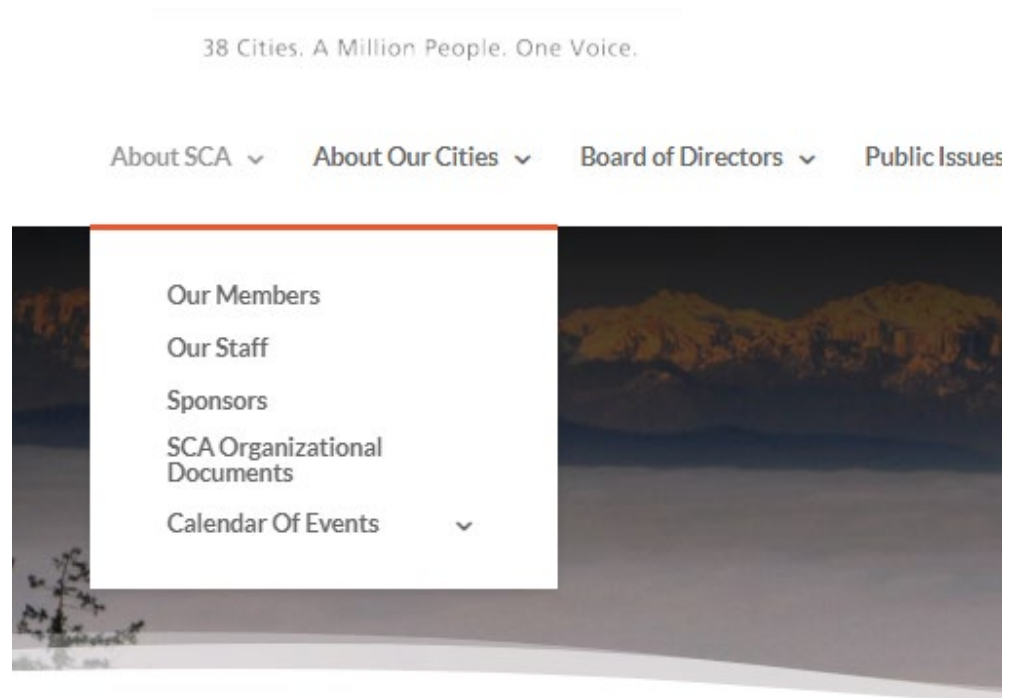 38 Cities. A Million People. One Voice.
About SCA About Our Cities Board of Directors Public Issues
Our Members
Our Staff
Sponsors
SCA Organizational
Documents
Calendar Of Events